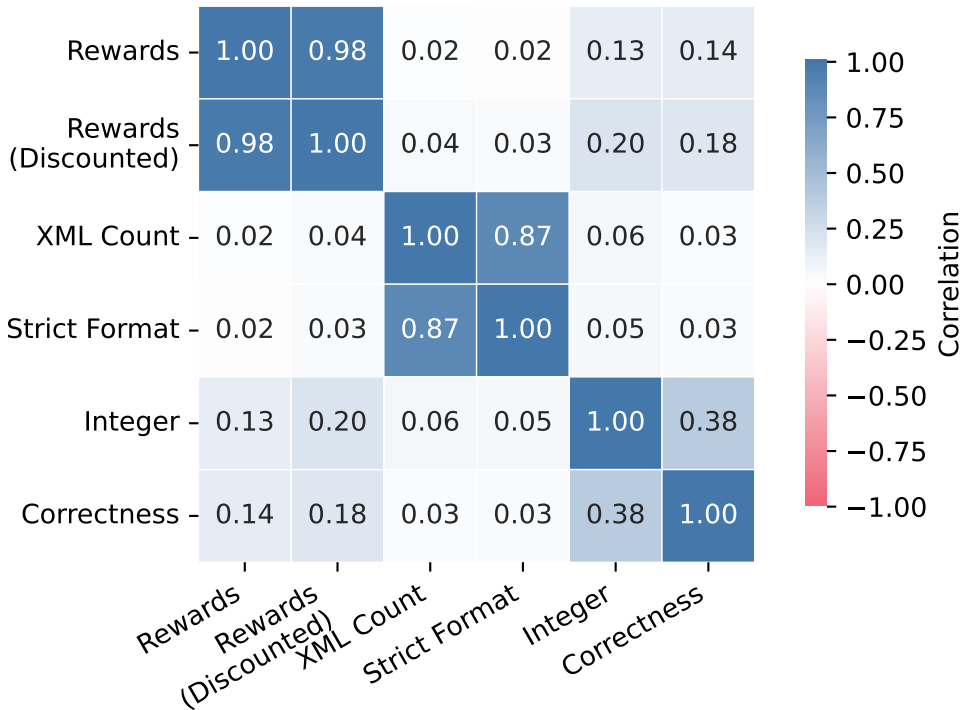 Rewards 1.00 0.98 0.02 0.02 0.13 0.14
Rewards
(Discounted) 0.98 1.00 0.04 0.03 0.20 0.18
XML Count 0.02 0.04 1.00 0.87 0.06 0.03
Strict Format 0.02 0.03 0.87 1.00 0.05 0.03
Integer 0.13 0.20 0.06 0.05 1.00 0.38
Correctness 0.14 0.18 0.03 0.03 0.38 1.00
Rewards
Rewards
(Discounted)
XML Count
Strict Format
Integer
Correctness
1.00
0.75
0.50
0.25
0.00
−0.25
−0.50
−0.75
−1.00
Correlation